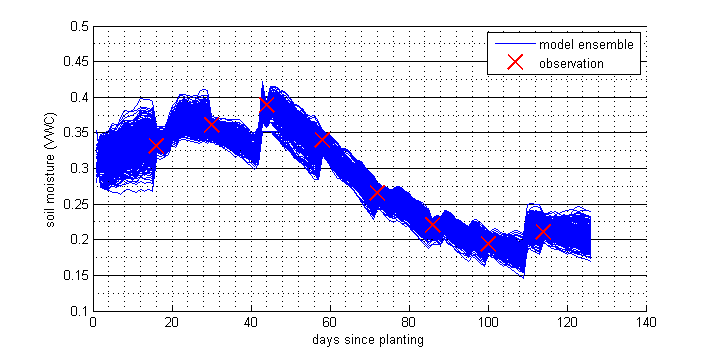 0.5
0.45
0.4
0.35
0.3
0.25
0.2
0.15
0.1
soil moisture (VWC)
model ensemble
observation
0 20 40 60 80 100 120 140
days since planting